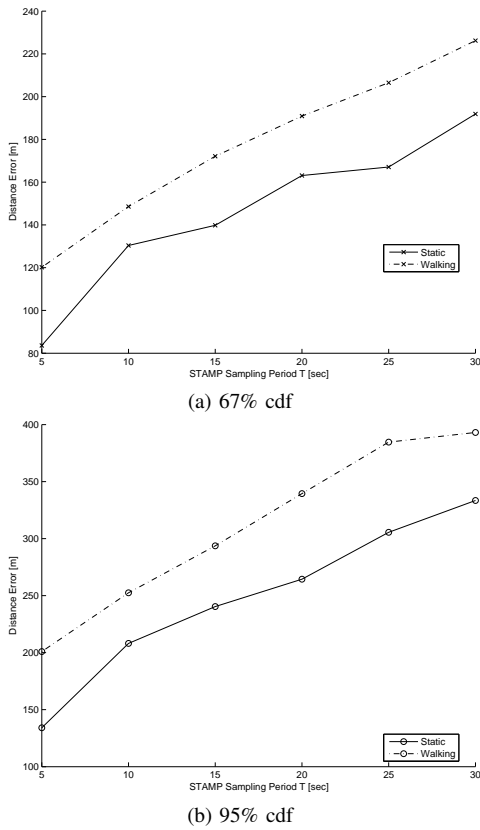 240
220
200
180
160
140
120
100
80
Distance Error [m]
Static
Walking
5 10 15 20 25 30
STAMP Sampling Period T [sec]
(a) 67% cdf
400
350
300
250
200
150
100
Distance Error [m]
Static
Walking
5 10 15 20 25 30
STAMP Sampling Period T [sec]
(b) 95% cdf